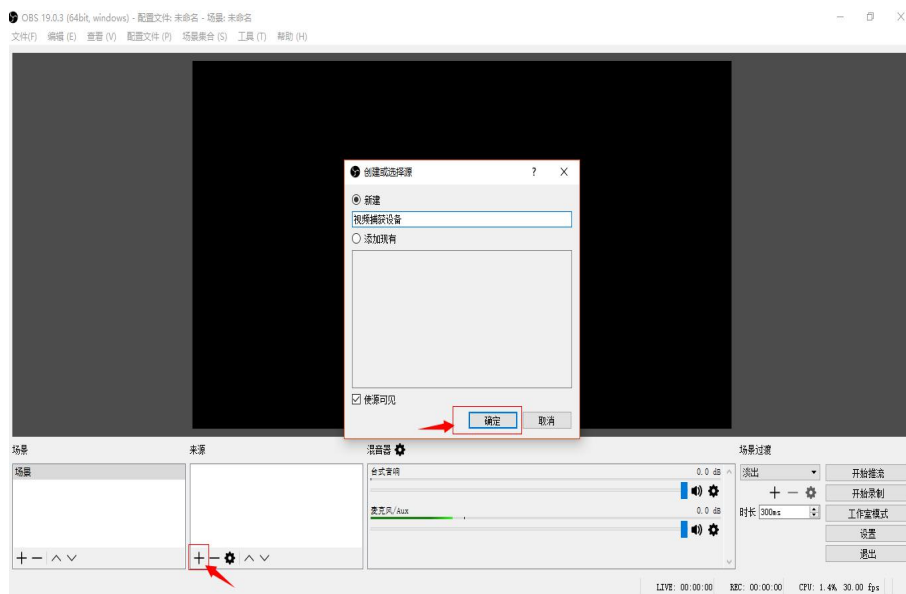 OBS 19.0.3 (64bit, windows) - 配置文件: 未命名 - 场景: 未命名
文件(F) 编辑(E) 查看(V) 配置文件(P) 场景集合(S) 工具(T) 帮助(H)
创建或选择源 ? X
新建
视频捕获设备
添加现有
使源可见
确定 取消
场景 来源 混音器 场景过渡
场景 台式音响 0.0 dB 淡出 开始推流
开始录制
麦克风/Aux 0.0 dB 时长 300ms 工作室模式
设置
退出
LIVE: 00:00:00 REC: 00:00:00 CPU: 1.4%, 30.00 fps